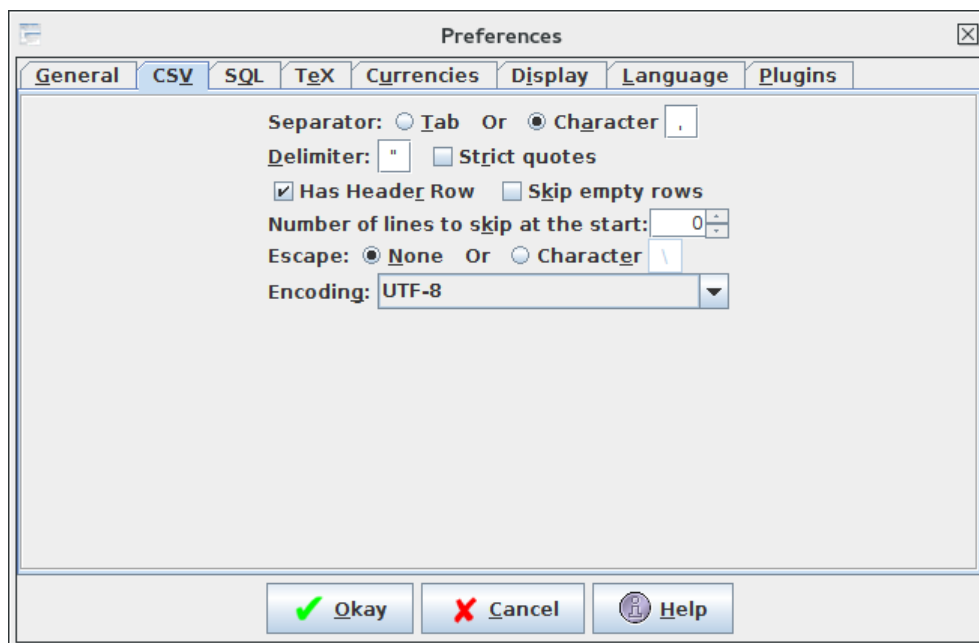 Preferences
General CSV SQL TeX Currencies Display Language Plugins
Separator: Tab Or Character ,
Delimiter: " Strict quotes
Has Header Row Skip empty rows
Number of lines to skip at the start: 0
Escape: None Or Character \
Encoding: UTF-8
Okay Cancel Help